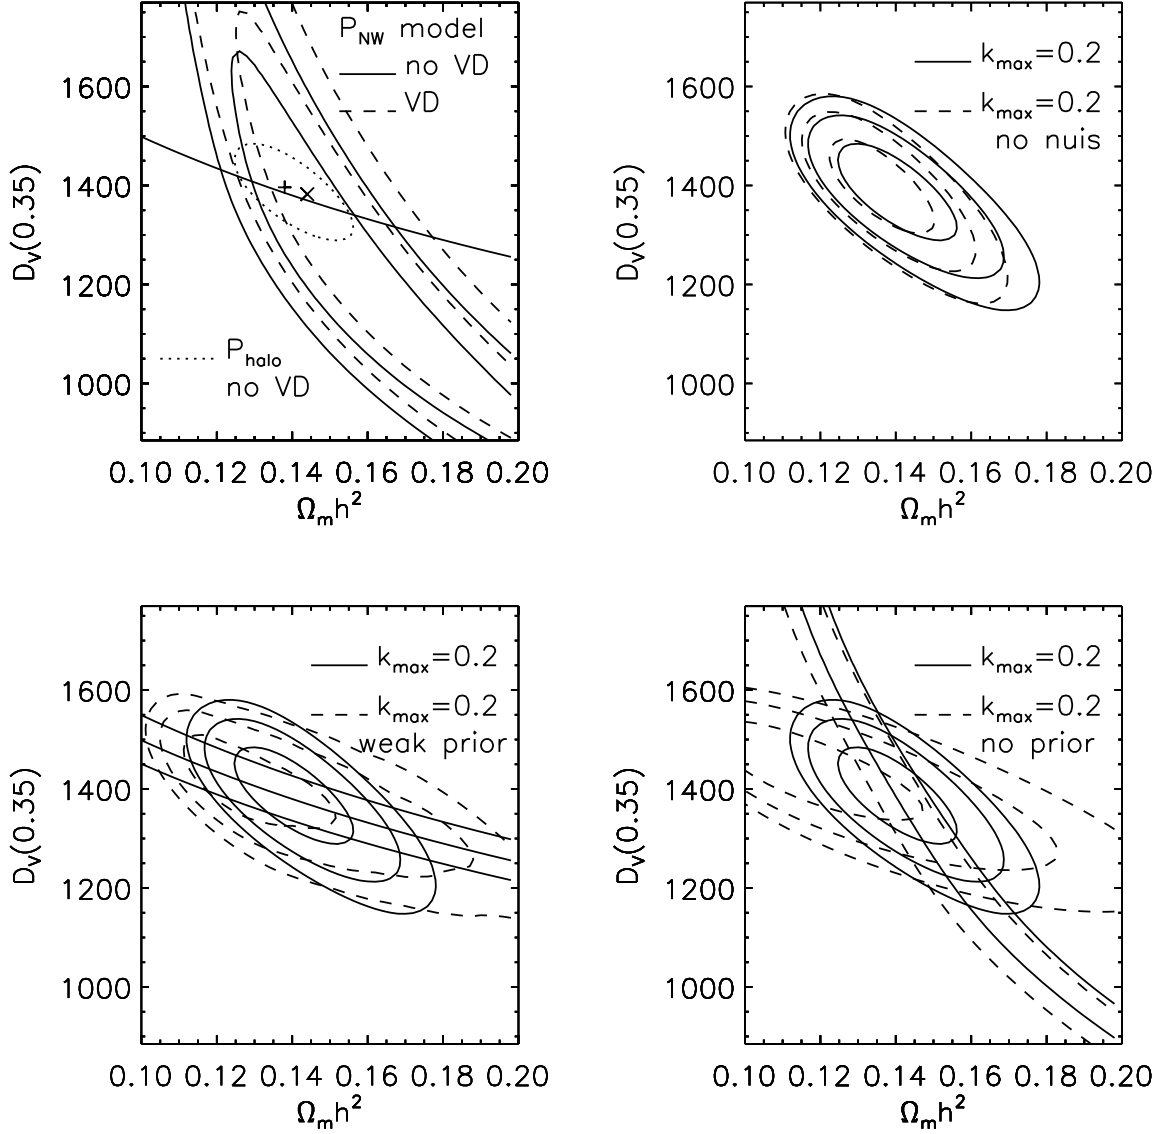 P_NW model
no VD
VD
P_halo
no VD
1600
1400
1200
1000
D_V(0.35)
0.10 0.12 0.14 0.16 0.18 0.20
Ω_m h²
k_max=0.2
k_max=0.2
no nuis
1600
1400
1200
1000
D_V(0.35)
0.10 0.12 0.14 0.16 0.18 0.20
Ω_m h²
k_max=0.2
k_max=0.2
weak prior
1600
1400
1200
1000
D_V(0.35)
0.10 0.12 0.14 0.16 0.18 0.20
Ω_m h²
k_max=0.2
k_max=0.2
no prior
1600
1400
1200
1000
D_V(0.35)
0.10 0.12 0.14 0.16 0.18 0.20
Ω_m h²